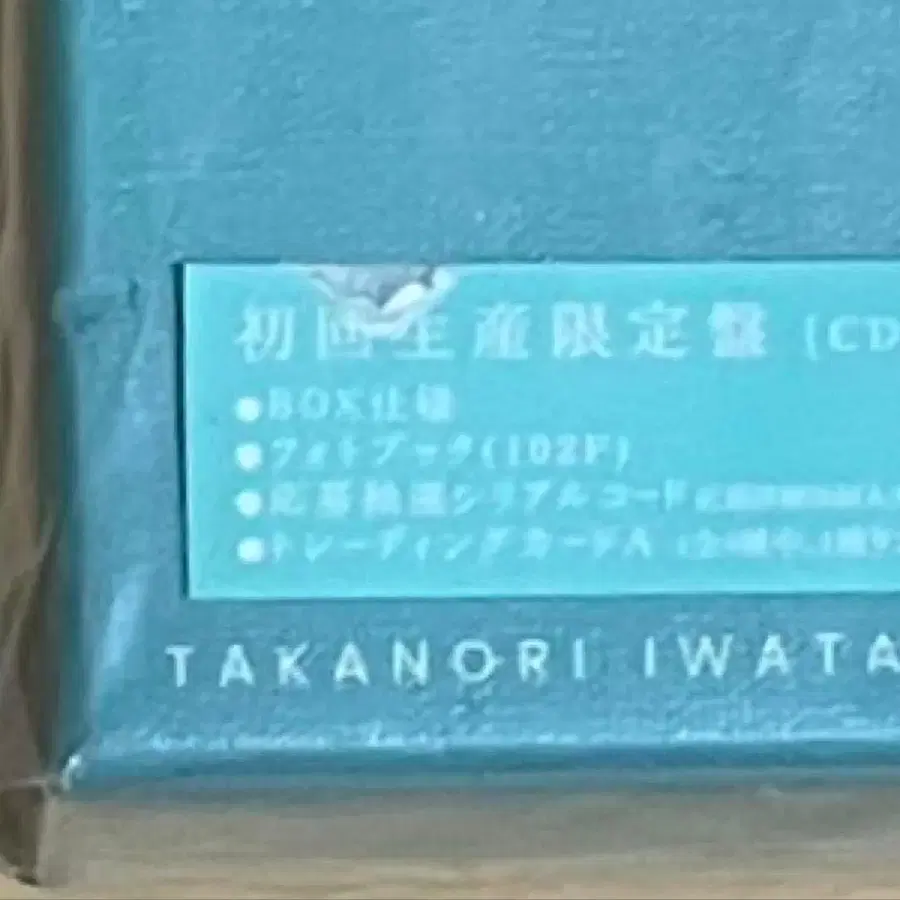 初回生産限定盤 [CD
●BOX仕様
●フォトブック(102P)
●応募抽選シリアルコード
●トレーディングカードA
TAKANORI IWATA